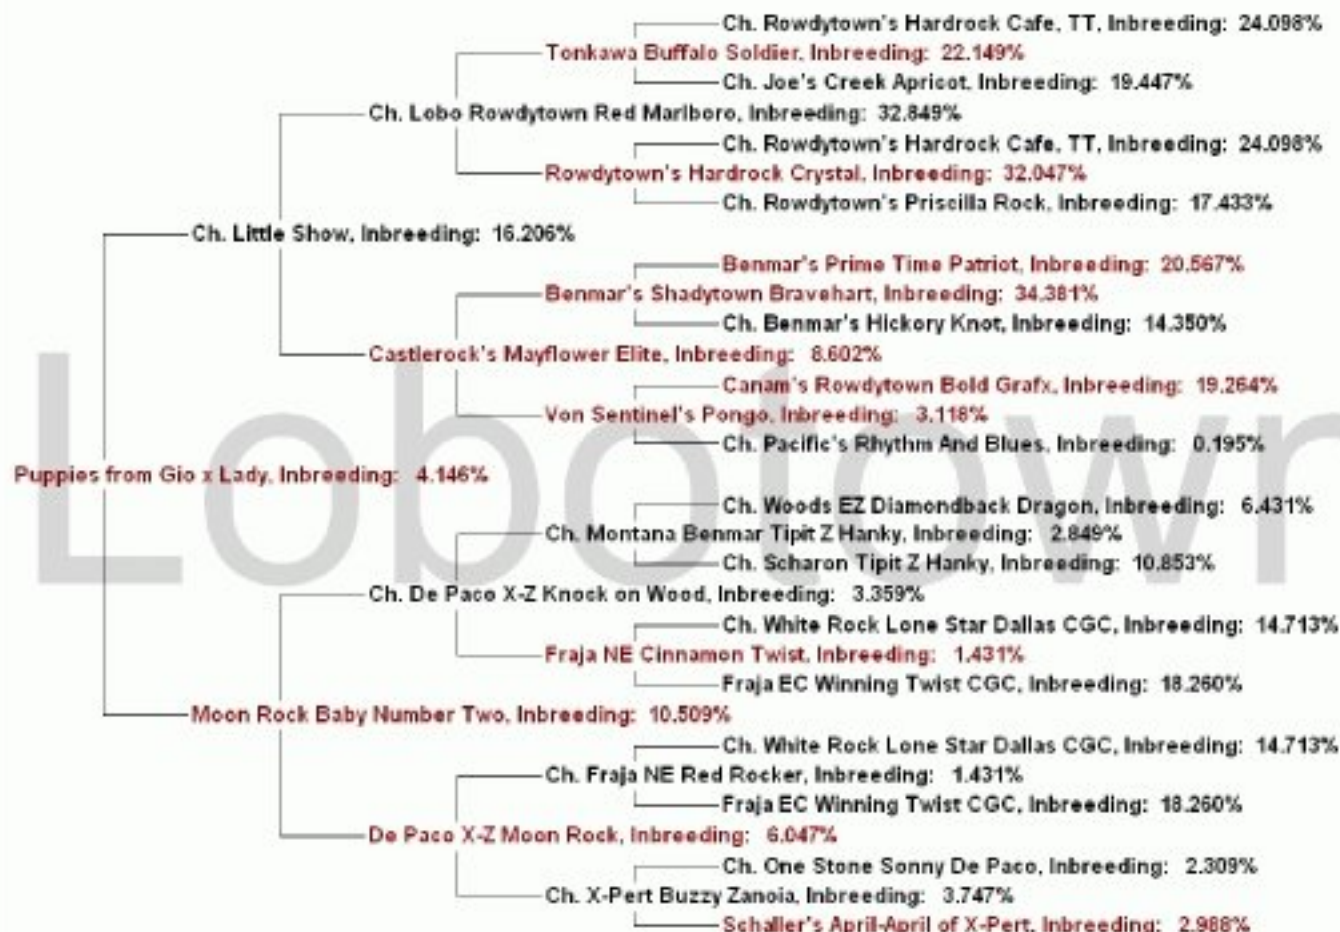 Ch. Rowdytown's Hardrock Cafe, TT, Inbreeding: 24.098%
Tonkawa Buffalo Soldier, Inbreeding: 22.149%
Ch. Joe's Creek Apricot, Inbreeding: 19.447%
Ch. Lobo Rowdytown Red Marlboro, Inbreeding: 32.849%
Ch. Rowdytown's Hardrock Cafe, TT, Inbreeding: 24.098%
Rowdytown's Hardrock Crystal, Inbreeding: 32.047%
Ch. Rowdytown's Priscilla Rock, Inbreeding: 17.433%
Ch. Little Show, Inbreeding: 16.206%
Benmar's Prime Time Patriot, Inbreeding: 20.567%
Benmar's Shadytown Bravehart, Inbreeding: 34.381%
Ch. Benmar's Hickory Knot, Inbreeding: 14.350%
Castlerock's Mayflower Elite, Inbreeding: 8.602%
Canam's Rowdytown Bold Grafx, Inbreeding: 19.264%
Von Sentinel's Pongo, Inbreeding: 3.118%
Ch. Pacific's Rhythm And Blues, Inbreeding: 0.195%
Puppies from Gio x Lady, Inbreeding: 4.146%
Lobotown
Ch. Woods EZ Diamondback Dragon, Inbreeding: 6.431%
Ch. Montana Benmar Tipit Z Hanky, Inbreeding: 2.849%
Ch. Scharon Tipit Z Hanky, Inbreeding: 10.853%
Ch. De Paco X-Z Knock on Wood, Inbreeding: 3.359%
Ch. White Rock Lone Star Dallas CGC, Inbreeding: 14.713%
Fraja NE Cinnamon Twist, Inbreeding: 1.431%
Fraja EC Winning Twist CGC, Inbreeding: 18.260%
Moon Rock Baby Number Two, Inbreeding: 10.509%
Ch. White Rock Lone Star Dallas CGC, Inbreeding: 14.713%
Ch. Fraja NE Red Rocker, Inbreeding: 1.431%
Fraja EC Winning Twist CGC, Inbreeding: 18.260%
De Paco X-Z Moon Rock, Inbreeding: 6.047%
Ch. One Stone Sonny De Paco, Inbreeding: 2.309%
Ch. X-Pert Buzzy Zanoia, Inbreeding: 3.747%
Schaller's April-April of X-Pert, Inbreeding: 2.988%